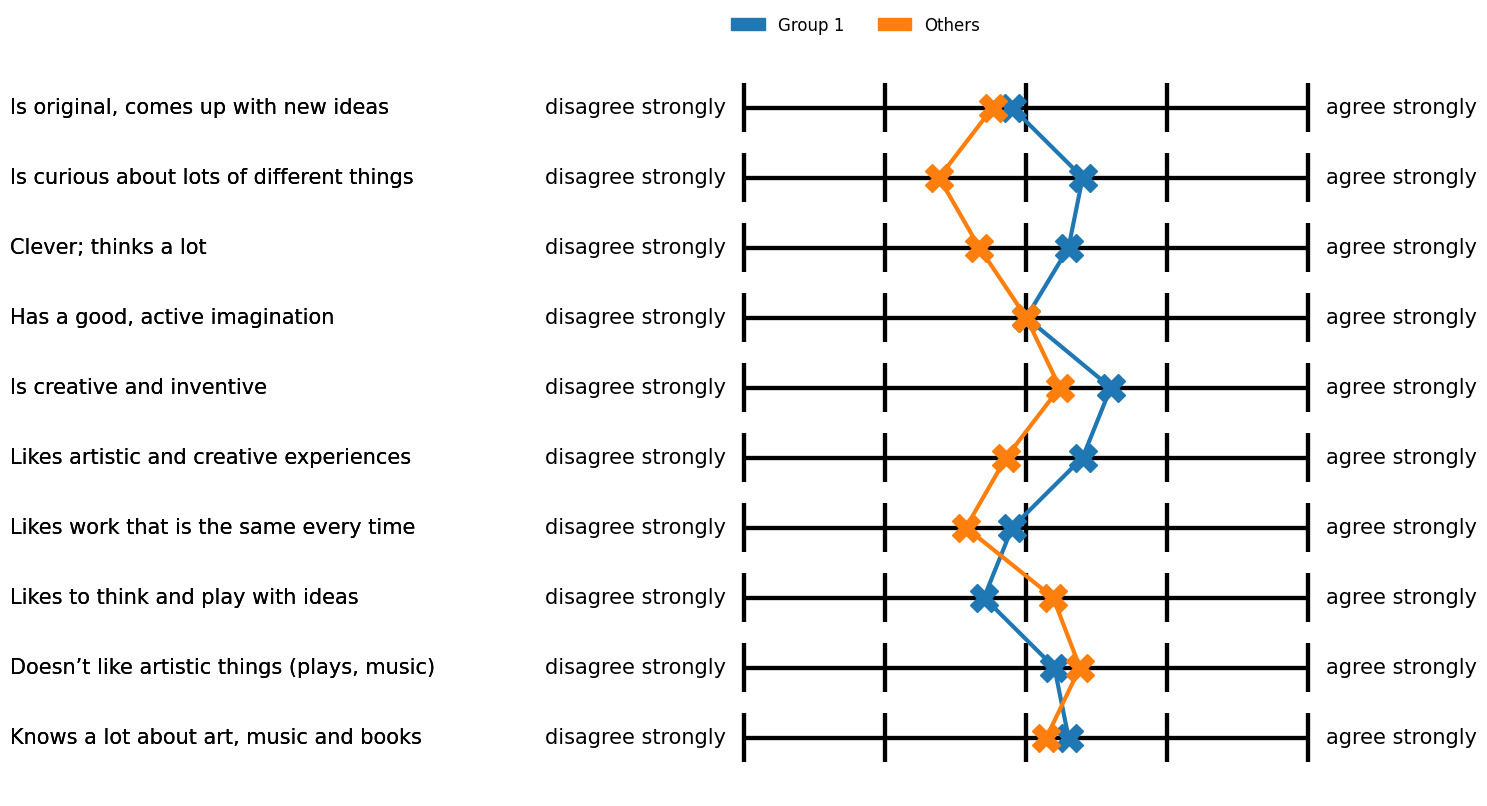 Group 1 Others
Is original, comes up with new ideas disagree strongly agree strongly
Is curious about lots of different things disagree strongly agree strongly
Clever; thinks a lot disagree strongly agree strongly
Has a good, active imagination disagree strongly agree strongly
Is creative and inventive disagree strongly agree strongly
Likes artistic and creative experiences disagree strongly agree strongly
Likes work that is the same every time disagree strongly agree strongly
Likes to think and play with ideas disagree strongly agree strongly
Doesn’t like artistic things (plays, music) disagree strongly agree strongly
Knows a lot about art, music and books disagree strongly agree strongly